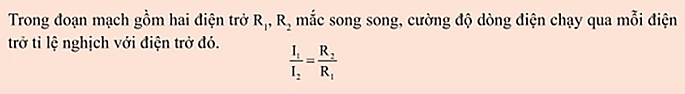 Trong đoạn mạch gồm hai điện trở R₁, R₂ mắc song song, cường độ dòng điện chạy qua mỗi điện
trở tỉ lệ nghịch với điện trở đó.
I₁/I₂ = R₂/R₁